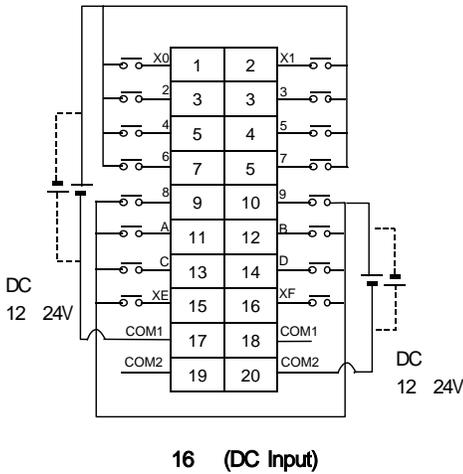 X0 1 2 X1
2 3 3 3
4 5 4 5
6 7 5 7
8 9 10 9
A 11 12 B
C 13 14 D
XE 15 16 XF
COM1 17 18 COM1
COM2 19 20 COM2
DC
12 24V
DC
12 24V
16 (DC Input)